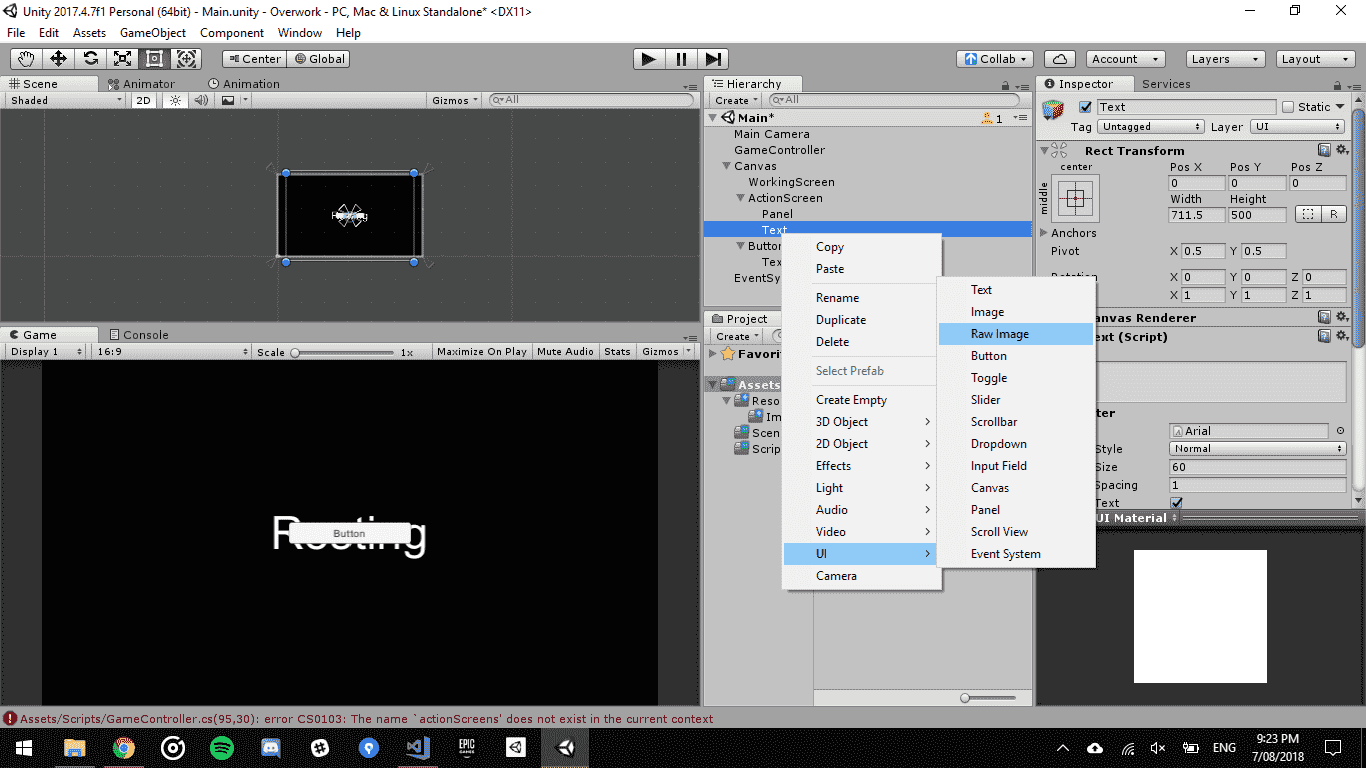 Unity 2017.4.7f1 Personal (64bit) - Main.unity - Overwork - PC, Mac & Linux Standalone* <DX11>
File Edit Assets GameObject Component Window Help
Center Global Collab Account Layers Layout
Scene Animator Animation
Shaded 2D Gizmos All
Hierarchy
Create All
Main* 1
Main Camera
GameController
Canvas
WorkingScreen
ActionScreen
Panel
Text
Button
Tex
EventSy
Inspector Services
Text Static
Tag Untagged Layer UI
Rect Transform
center Pos X Pos Y Pos Z
middle 0 0 0
Width Height
711.5 500 R
Anchors
Pivot X 0.5 Y 0.5
X 0 Y 0 Z 0
X 1 Y 1 Z 1
anvas Renderer
ext (Script)
ter
Arial
Style Normal
Size 60
Spacing 1
Text
UI Material
Copy
Paste
Rename
Duplicate
Delete
Select Prefab
Create Empty
3D Object
2D Object
Effects
Light
Audio
Video
UI
Camera
Text
Image
Raw Image
Button
Toggle
Slider
Scrollbar
Dropdown
Input Field
Canvas
Panel
Scroll View
Event System
Project
Create
Favori
Assets
Reso
Im
Scen
Scrip
Game Console
Display 1 16:9 Scale 1x Maximize On Play Mute Audio Stats Gizmos
Resting
Button
Assets/Scripts/GameController.cs(95,30): error CS0103: The name `actionScreens' does not exist in the current context
EPIC GAMES
ENG
9:23 PM
7/08/2018